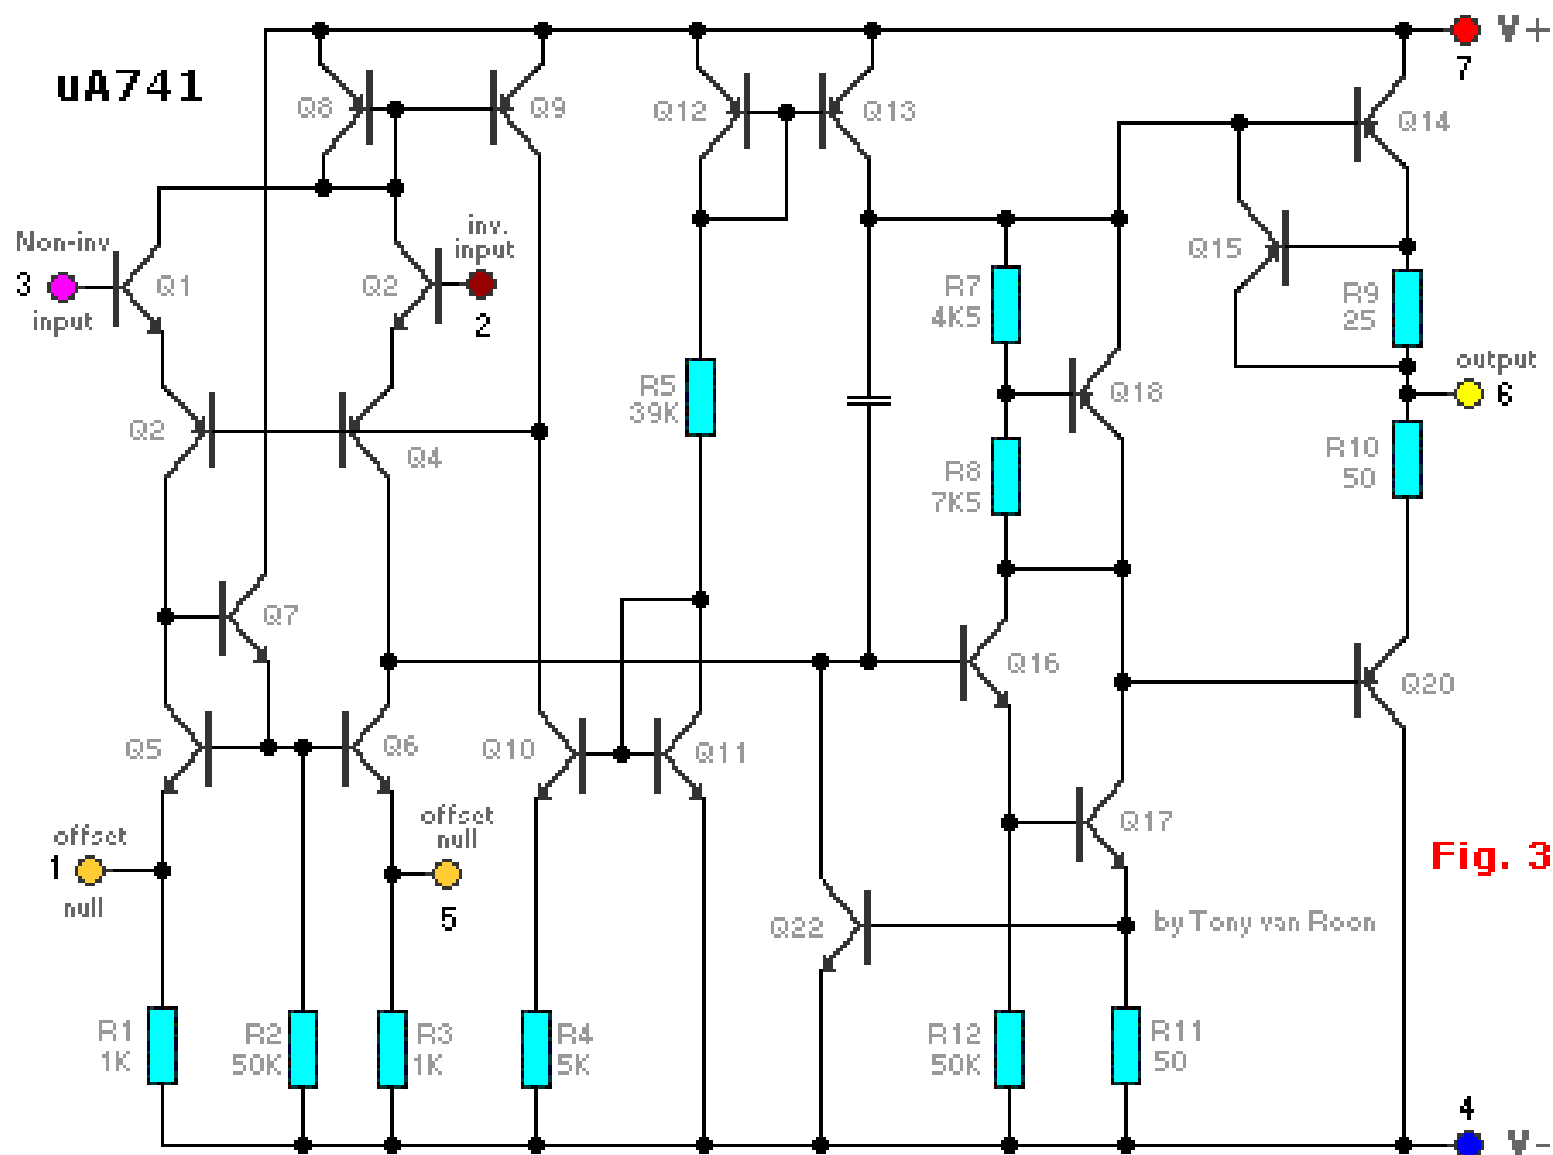 V+
7
uA741
Q8
Q9
Q12
Q13
Q14
Non-inv
3
input
Q1
inv.
input
Q2
2
Q15
R7
4K5
R9
25
output
6
Q2
Q4
R5
39K
Q18
R8
7K5
R10
50
Q7
Q16
Q20
Q5
Q6
Q10
Q11
offset
1
null
offset
null
5
Q17
Fig. 3
Q22
by Tony van Roon
R1
1K
R2
50K
R3
1K
R4
5K
R12
50K
R11
50
4
V-